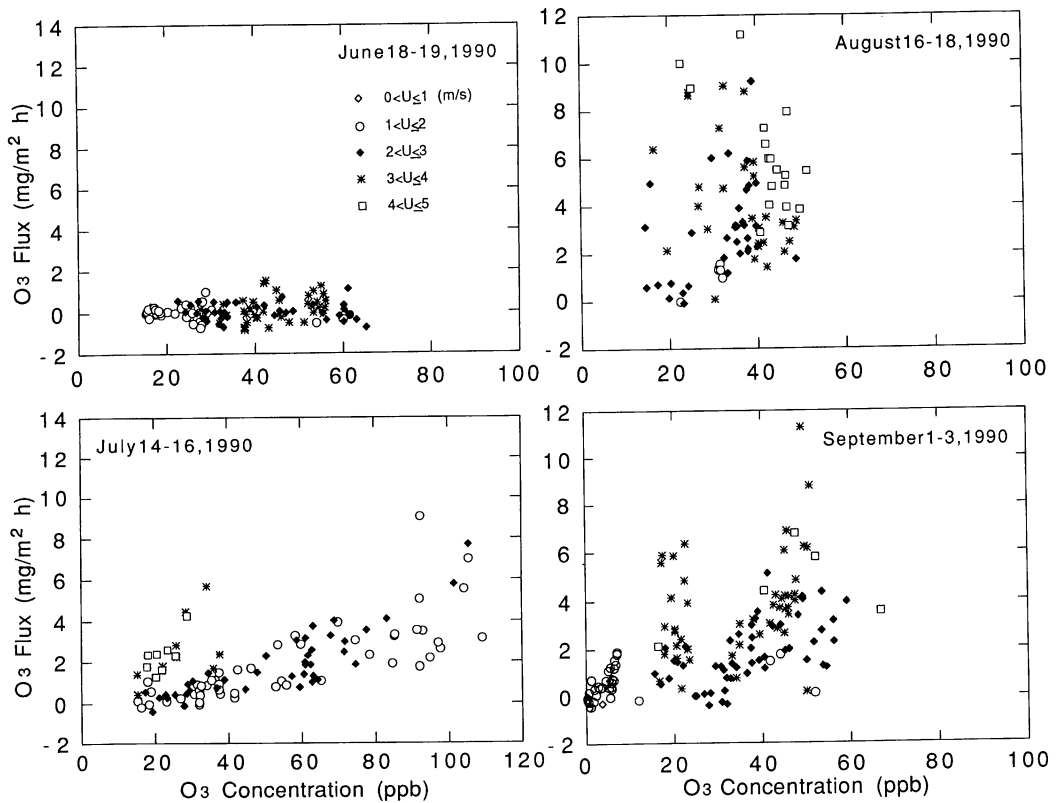 June18-19,1990
0<U≤1 (m/s)
1<U≤2
2<U≤3
3<U≤4
4<U≤5
O3 Flux (mg/m² h)
14
12
10
8
6
4
2
0
-2
0 20 40 60 80 100
August16-18,1990
12
10
8
6
4
2
0
-2
0 20 40 60 80 100
July14-16,1990
O3 Flux (mg/m² h)
14
12
10
8
6
4
2
0
-2
0 20 40 60 80 100 120
O3 Concentration (ppb)
September1-3,1990
12
10
8
6
4
2
0
-2
0 20 40 60 80 100
O3 Concentration (ppb)